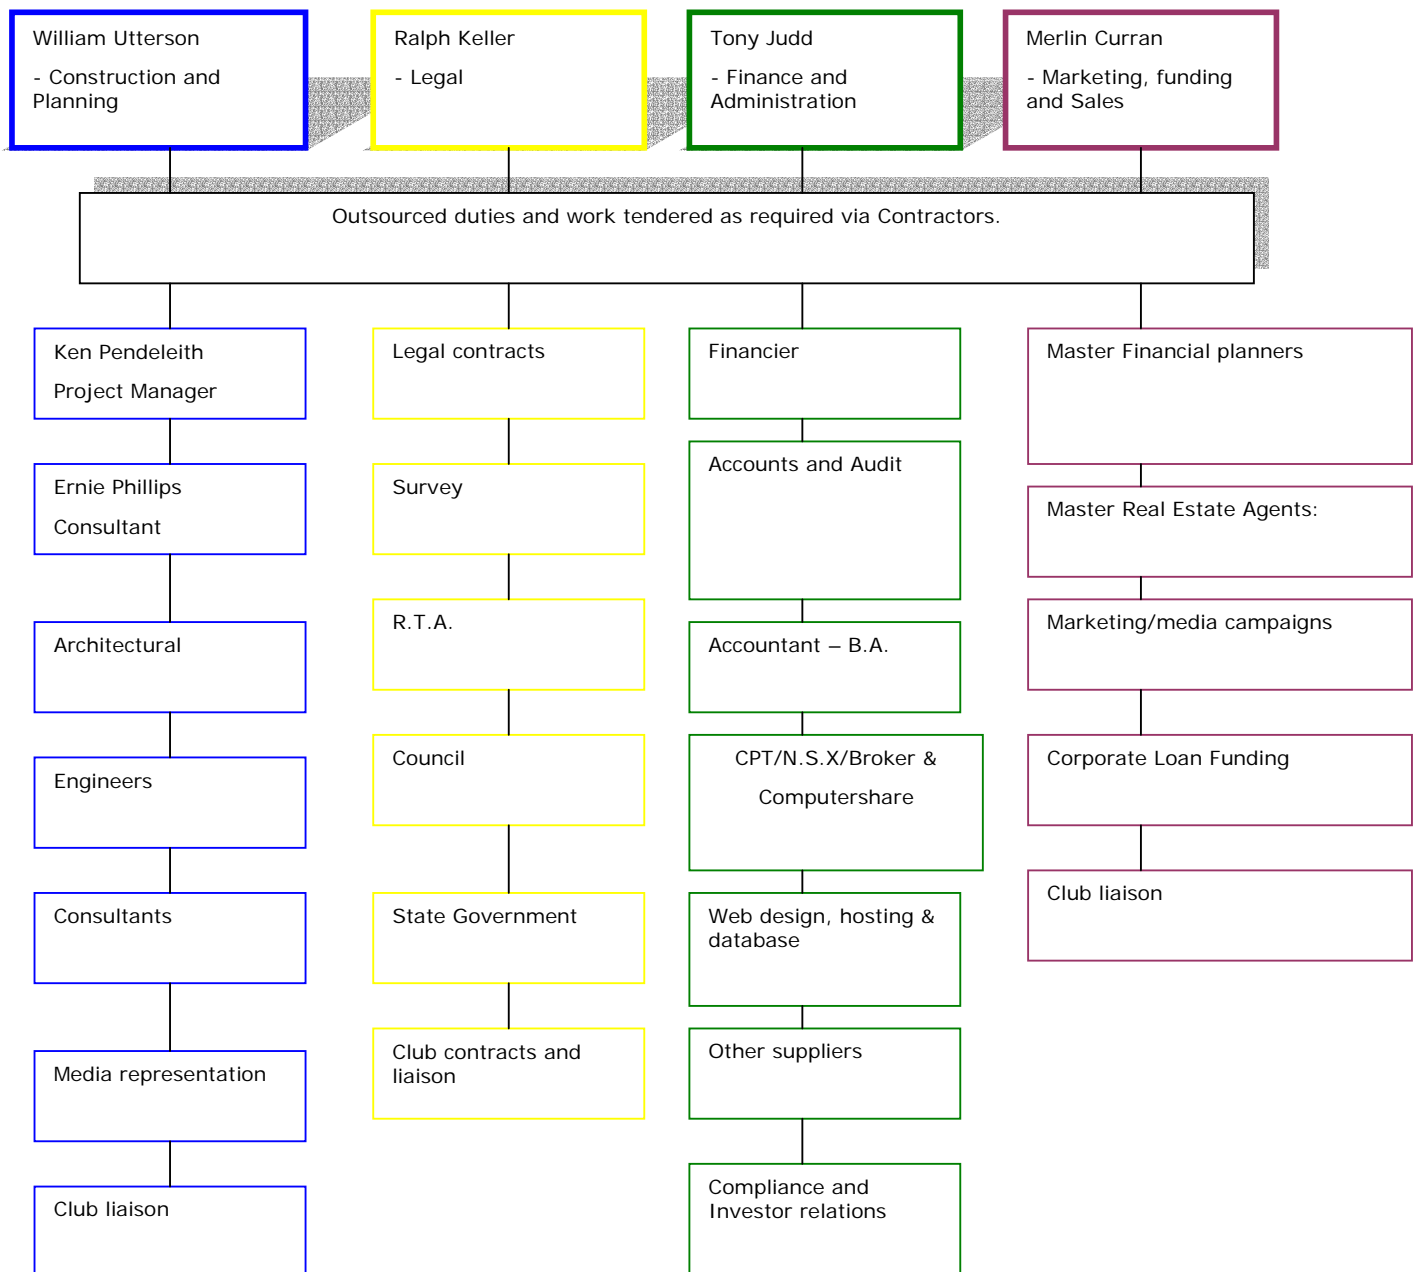 William Utterson
- Construction and
Planning
Ralph Keller
- Legal
Tony Judd
- Finance and
Administration
Merlin Curran
- Marketing, funding
and Sales
Outsourced duties and work tendered as required via Contractors.
Ken Pendeleith
Project Manager
Ernie Phillips
Consultant
Architectural
Engineers
Consultants
Media representation
Club liaison
Legal contracts
Survey
R.T.A.
Council
State Government
Club contracts and
liaison
Financier
Accounts and Audit
Accountant – B.A.
CPT/N.S.X/Broker &
Computershare
Web design, hosting &
database
Other suppliers
Compliance and
Investor relations
Master Financial planners
Master Real Estate Agents:
Marketing/media campaigns
Corporate Loan Funding
Club liaison